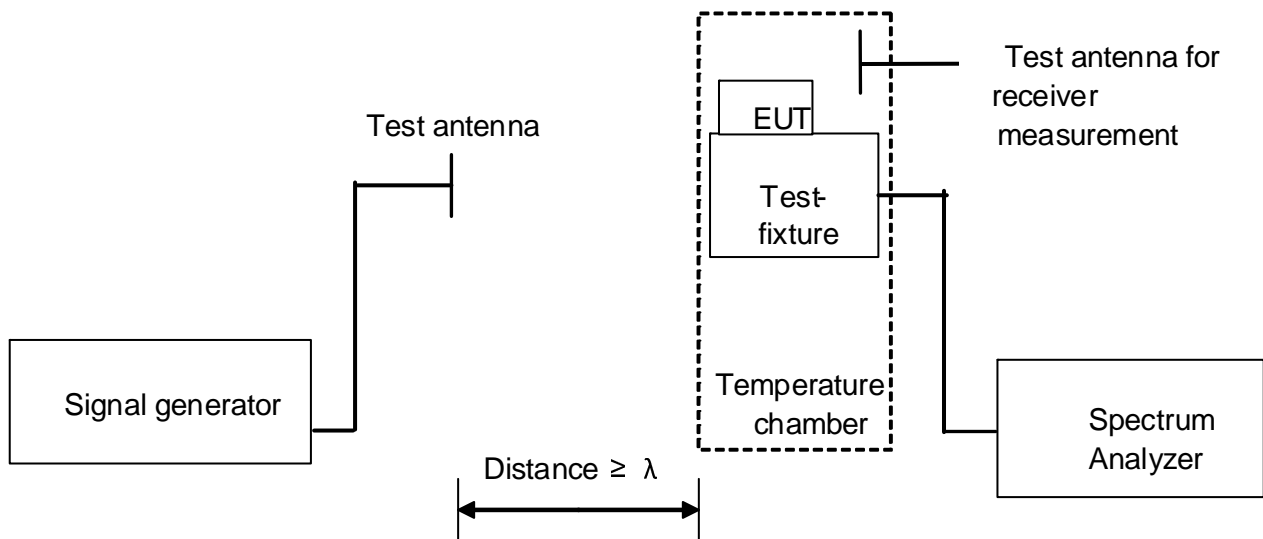 Test antenna for
receiver
measurement
EUT
Test antenna
Test-
fixture
Signal generator
Temperature
chamber
Spectrum
Analyzer
Distance ≥ λ